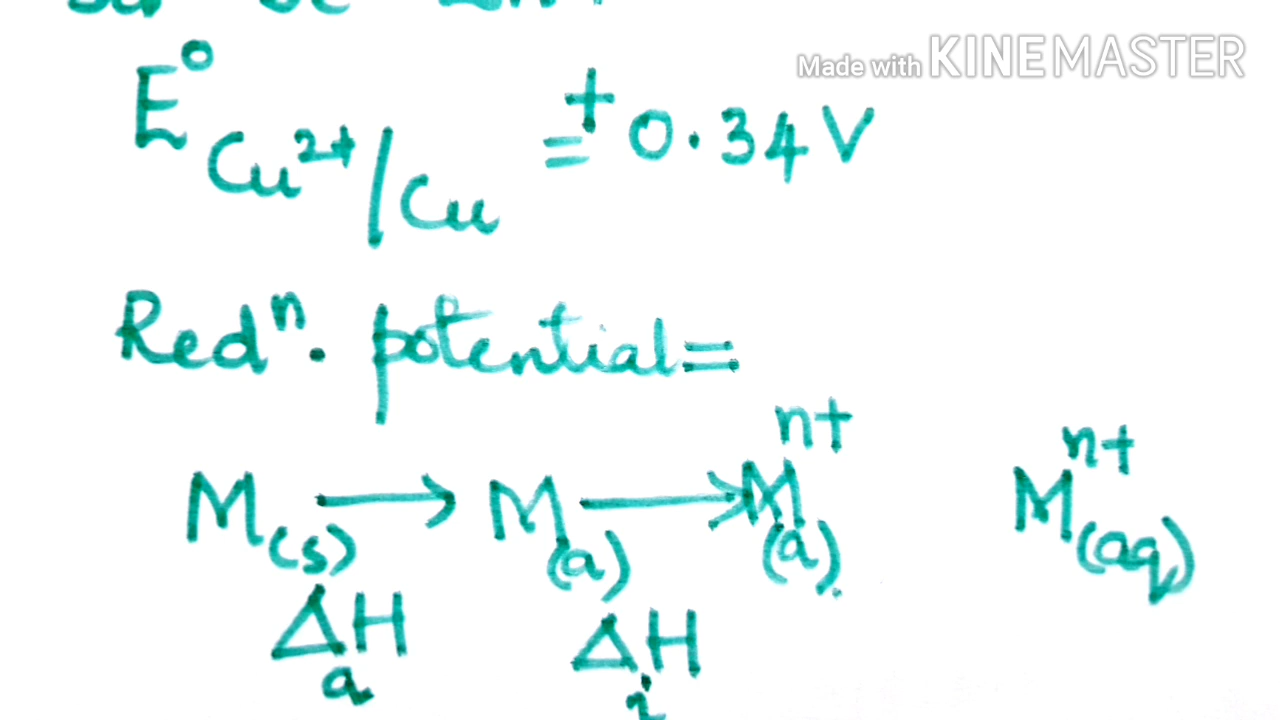 Made with KINEMASTER
E° Cu²⁺/Cu = +0.34V
Redⁿ. potential=
M(s) → M(a) → Mⁿ⁺(a). Mⁿ⁺(aq)
ΔHa ΔHi